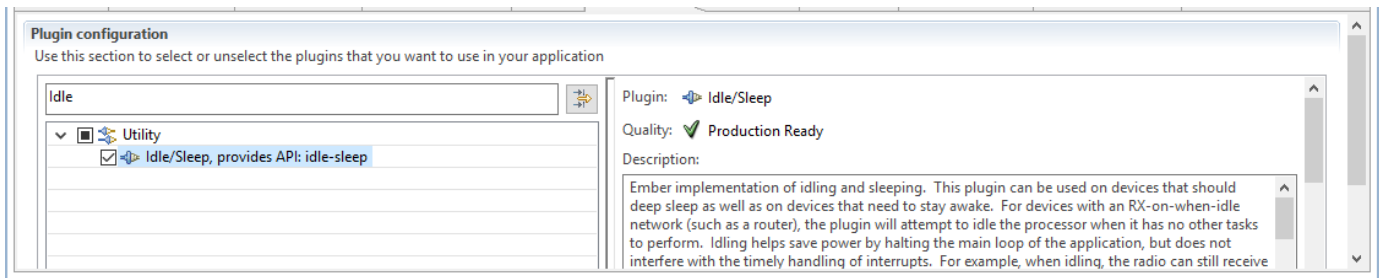 Plugin configuration
Use this section to select or unselect the plugins that you want to use in your application
Idle
Utility
Idle/Sleep, provides API: idle-sleep
Plugin: Idle/Sleep
Quality: Production Ready
Description:
Ember implementation of idling and sleeping. This plugin can be used on devices that should
deep sleep as well as on devices that need to stay awake. For devices with an RX-on-when-idle
network (such as a router), the plugin will attempt to idle the processor when it has no other tasks
to perform. Idling helps save power by halting the main loop of the application, but does not
interfere with the timely handling of interrupts. For example, when idling, the radio can still receive